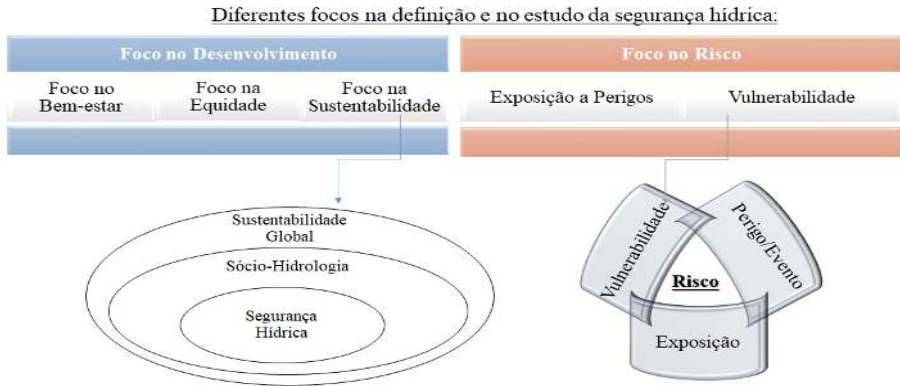 Diferentes focos na definição e no estudo da segurança hídrica:
Foco no Desenvolvimento
Foco no Risco
Foco no
Bem-estar
Foco na
Equidade
Foco na
Sustentabilidade
Exposição a Perigos
Vulnerabilidade
Sustentabilidade
Global
Sócio-Hidrologia
Segurança
Hídrica
Vulnerabilidade
Perigo/Evento
Risco
Exposição